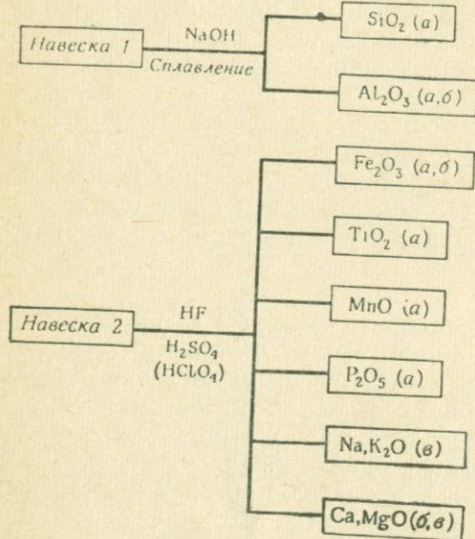 SiO₂ (а)
Навеска 1
NaOH
Сплавление
Al₂O₃ (а,б)
Fe₂O₃ (а,б)
TiO₂ (а)
MnO (а)
Навеска 2
HF
H₂SO₄
(HClO₄)
P₂O₅ (а)
Na,K₂O (в)
Ca,MgO(б,в)